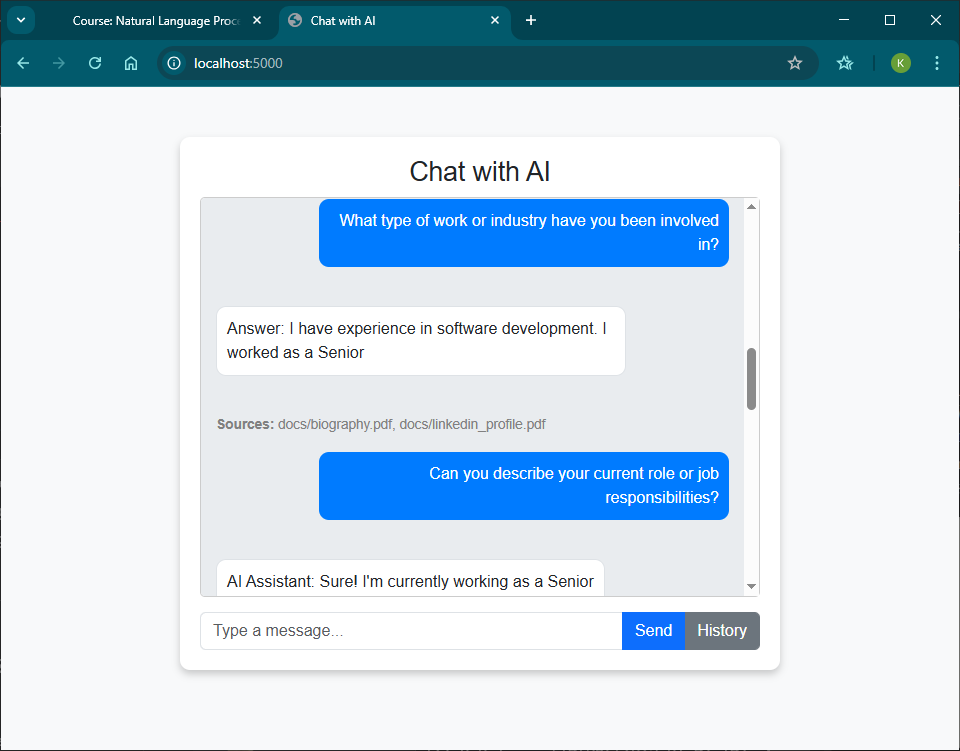 Course: Natural Language Proc
Chat with AI
localhost:5000
K
Chat with AI
What type of work or industry have you been involved
in?
Answer: I have experience in software development. I
worked as a Senior
Sources: docs/biography.pdf, docs/linkedin_profile.pdf
Can you describe your current role or job
responsibilities?
AI Assistant: Sure! I'm currently working as a Senior
Type a message...
Send
History